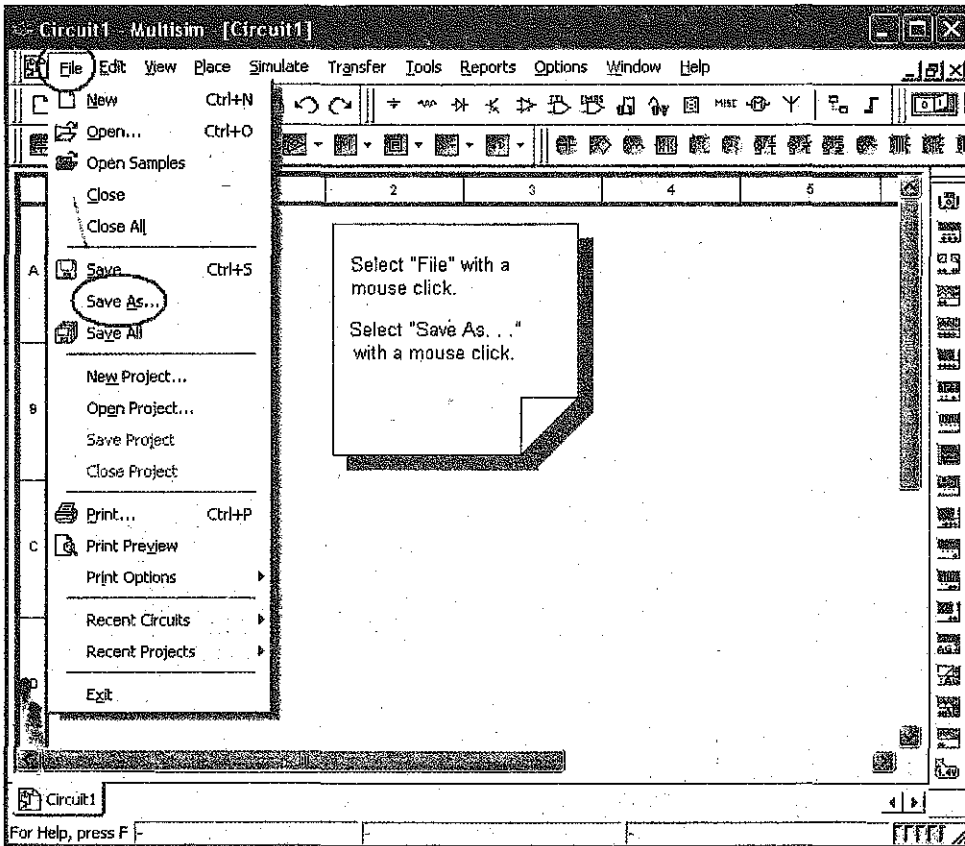 Circuit1 - Multisim - [Circuit1]
File Edit View Place Simulate Transfer Tools Reports Options Window Help
New Ctrl+N
Open... Ctrl+O
Open Samples
Close
Close All
Save Ctrl+S
Save As...
Save All
New Project...
Open Project...
Save Project
Close Project
Print... Ctrl+P
Print Preview
Print Options
Recent Circuits
Recent Projects
Exit
MISC
2 3 4 5
A
B
C
D
Select "File" with a
mouse click.
Select "Save As. . ."
with a mouse click.
Circuit1
For Help, press F